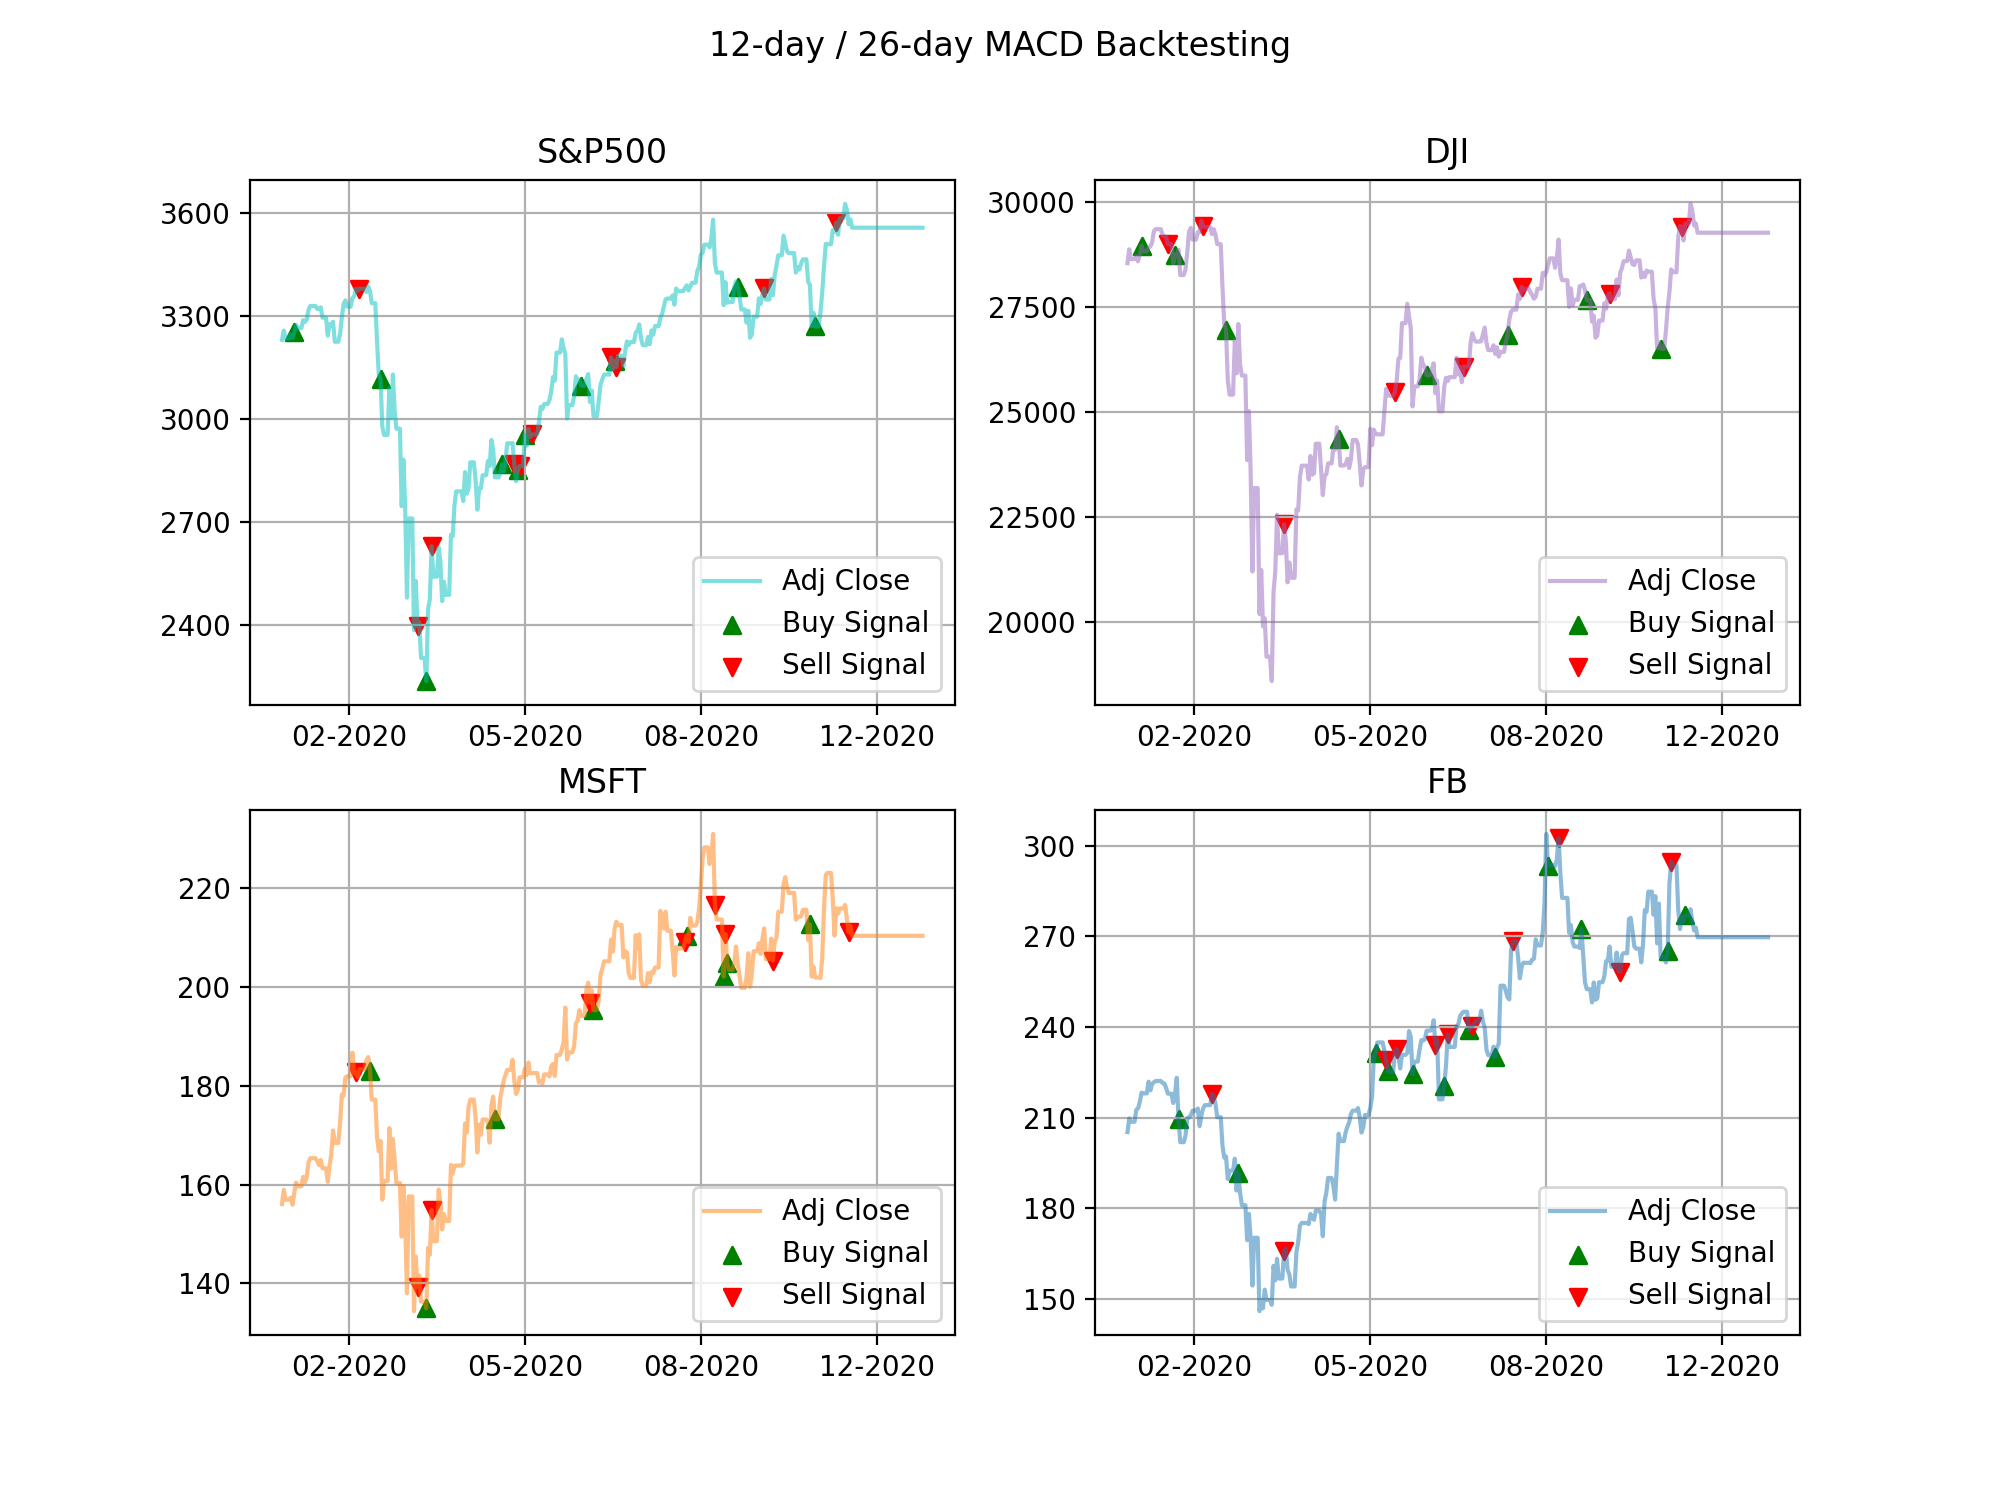 12-day / 26-day MACD Backtesting
S&P500
3600
3300
3000
2700
2400
Adj Close
Buy Signal
Sell Signal
02-2020 05-2020 08-2020 12-2020
DJI
30000
27500
25000
22500
20000
Adj Close
Buy Signal
Sell Signal
02-2020 05-2020 08-2020 12-2020
MSFT
220
200
180
160
140
Adj Close
Buy Signal
Sell Signal
02-2020 05-2020 08-2020 12-2020
FB
300
270
240
210
180
150
Adj Close
Buy Signal
Sell Signal
02-2020 05-2020 08-2020 12-2020